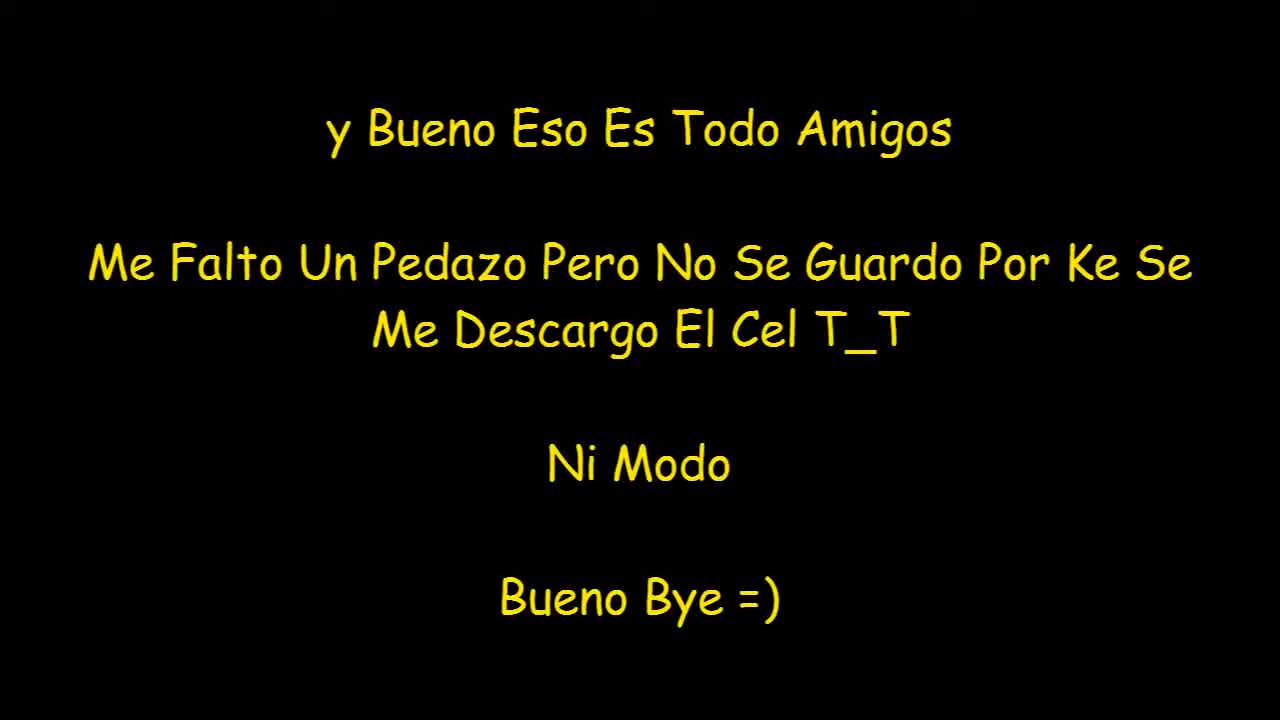 y Bueno Eso Es Todo Amigos
Me Falto Un Pedazo Pero No Se Guardo Por Ke Se
Me Descargo El Cel T_T
Ni Modo
Bueno Bye =)